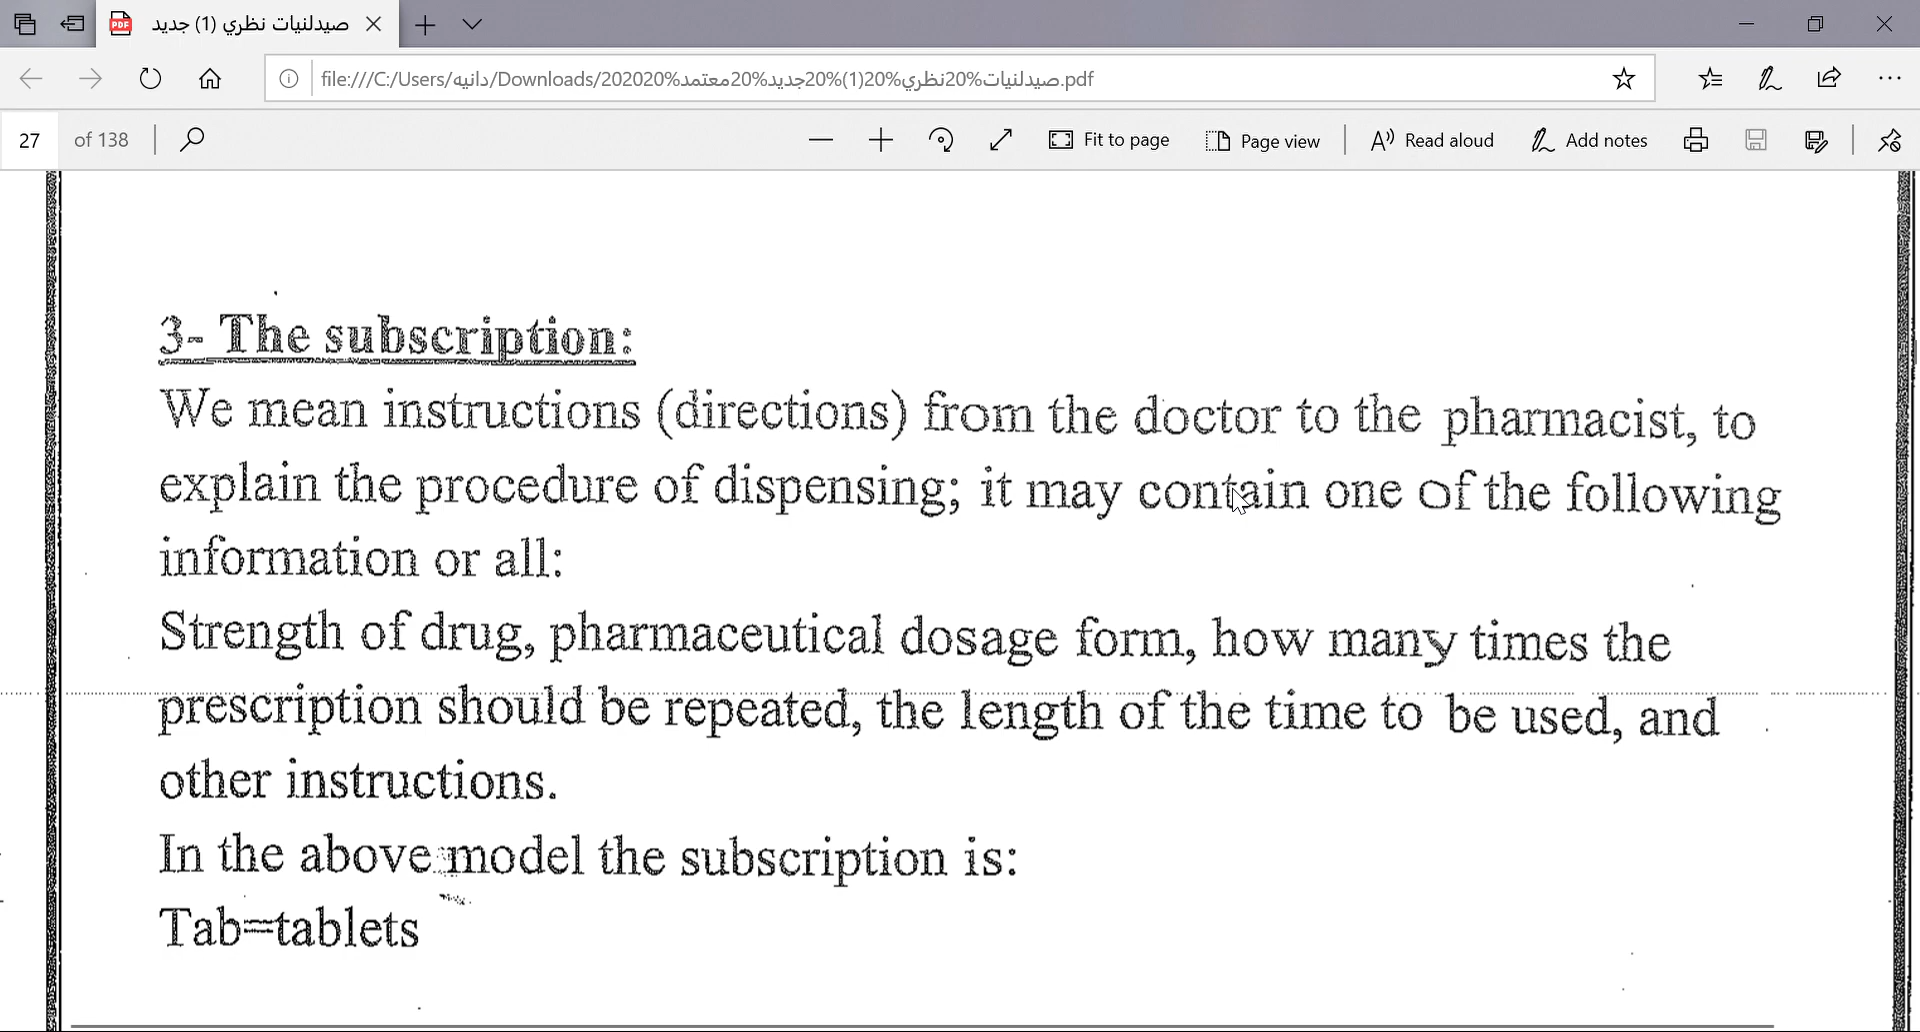 صيدلنيات نظري (1) جديد
file:///C:/Users/دانيه/Downloads/202020%صيدلنيات%20نظري%20(1)%20جديد%20معتمد.pdf
27 of 138
Fit to page
Page view
Read aloud
Add notes
3- The subscription:
We mean instructions (directions) from the doctor to the pharmacist, to
explain the procedure of dispensing; it may contain one of the following
information or all:
Strength of drug, pharmaceutical dosage form, how many times the
prescription should be repeated, the length of the time to be used, and
other instructions.
In the above model the subscription is:
Tab=tablets